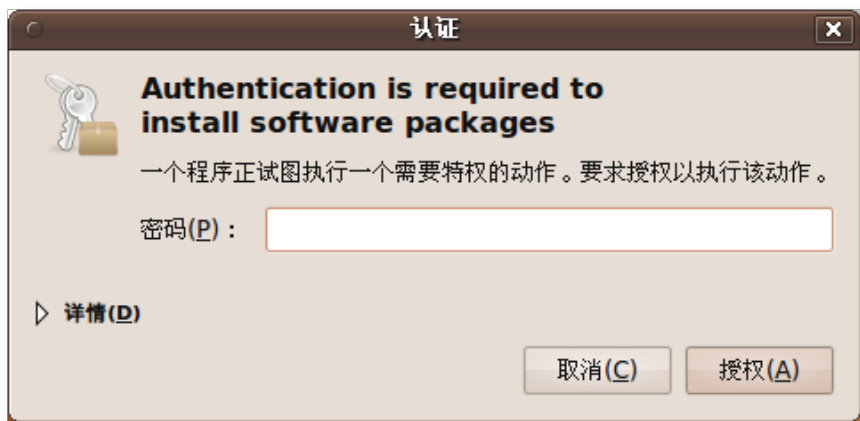 认证
Authentication is required to
install software packages
一个程序正试图执行一个需要特权的动作。要求授权以执行该动作。
密码(P)：
详情(D)
取消(C)
授权(A)